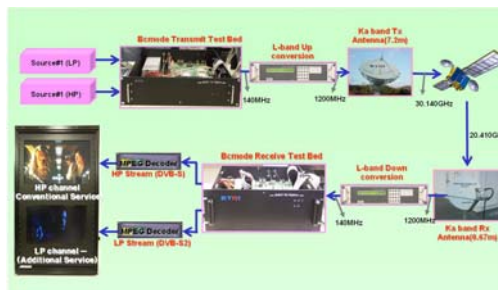 Bcmode Transmit Test Bed
L-band Up
conversion
Ka band Tx
Antenna(7.2m)
Source#1 (LP)
Source#1 (HP)
140MHz
1200MHz
30.140GHz
20.410G
Bcmode Receive Test Bed
L-band Down
conversion
MPEG Decoder
HP Stream (DVB-S)
HP channel
Conventional Service
LP channel –
(Additional Service)
MPEG Decoder
LP Stream (DVB-S2)
140MHz
1200MHz
Ka band Rx
Antenna(0.67m)